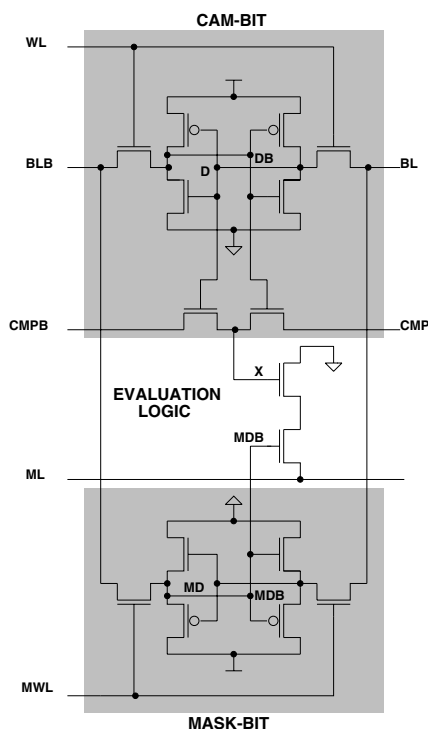 CAM-BIT
WL
BLB
D
DB
BL
CMPB
CMP
EVALUATION
LOGIC
X
MDB
ML
MD
MDB
MWL
MASK-BIT